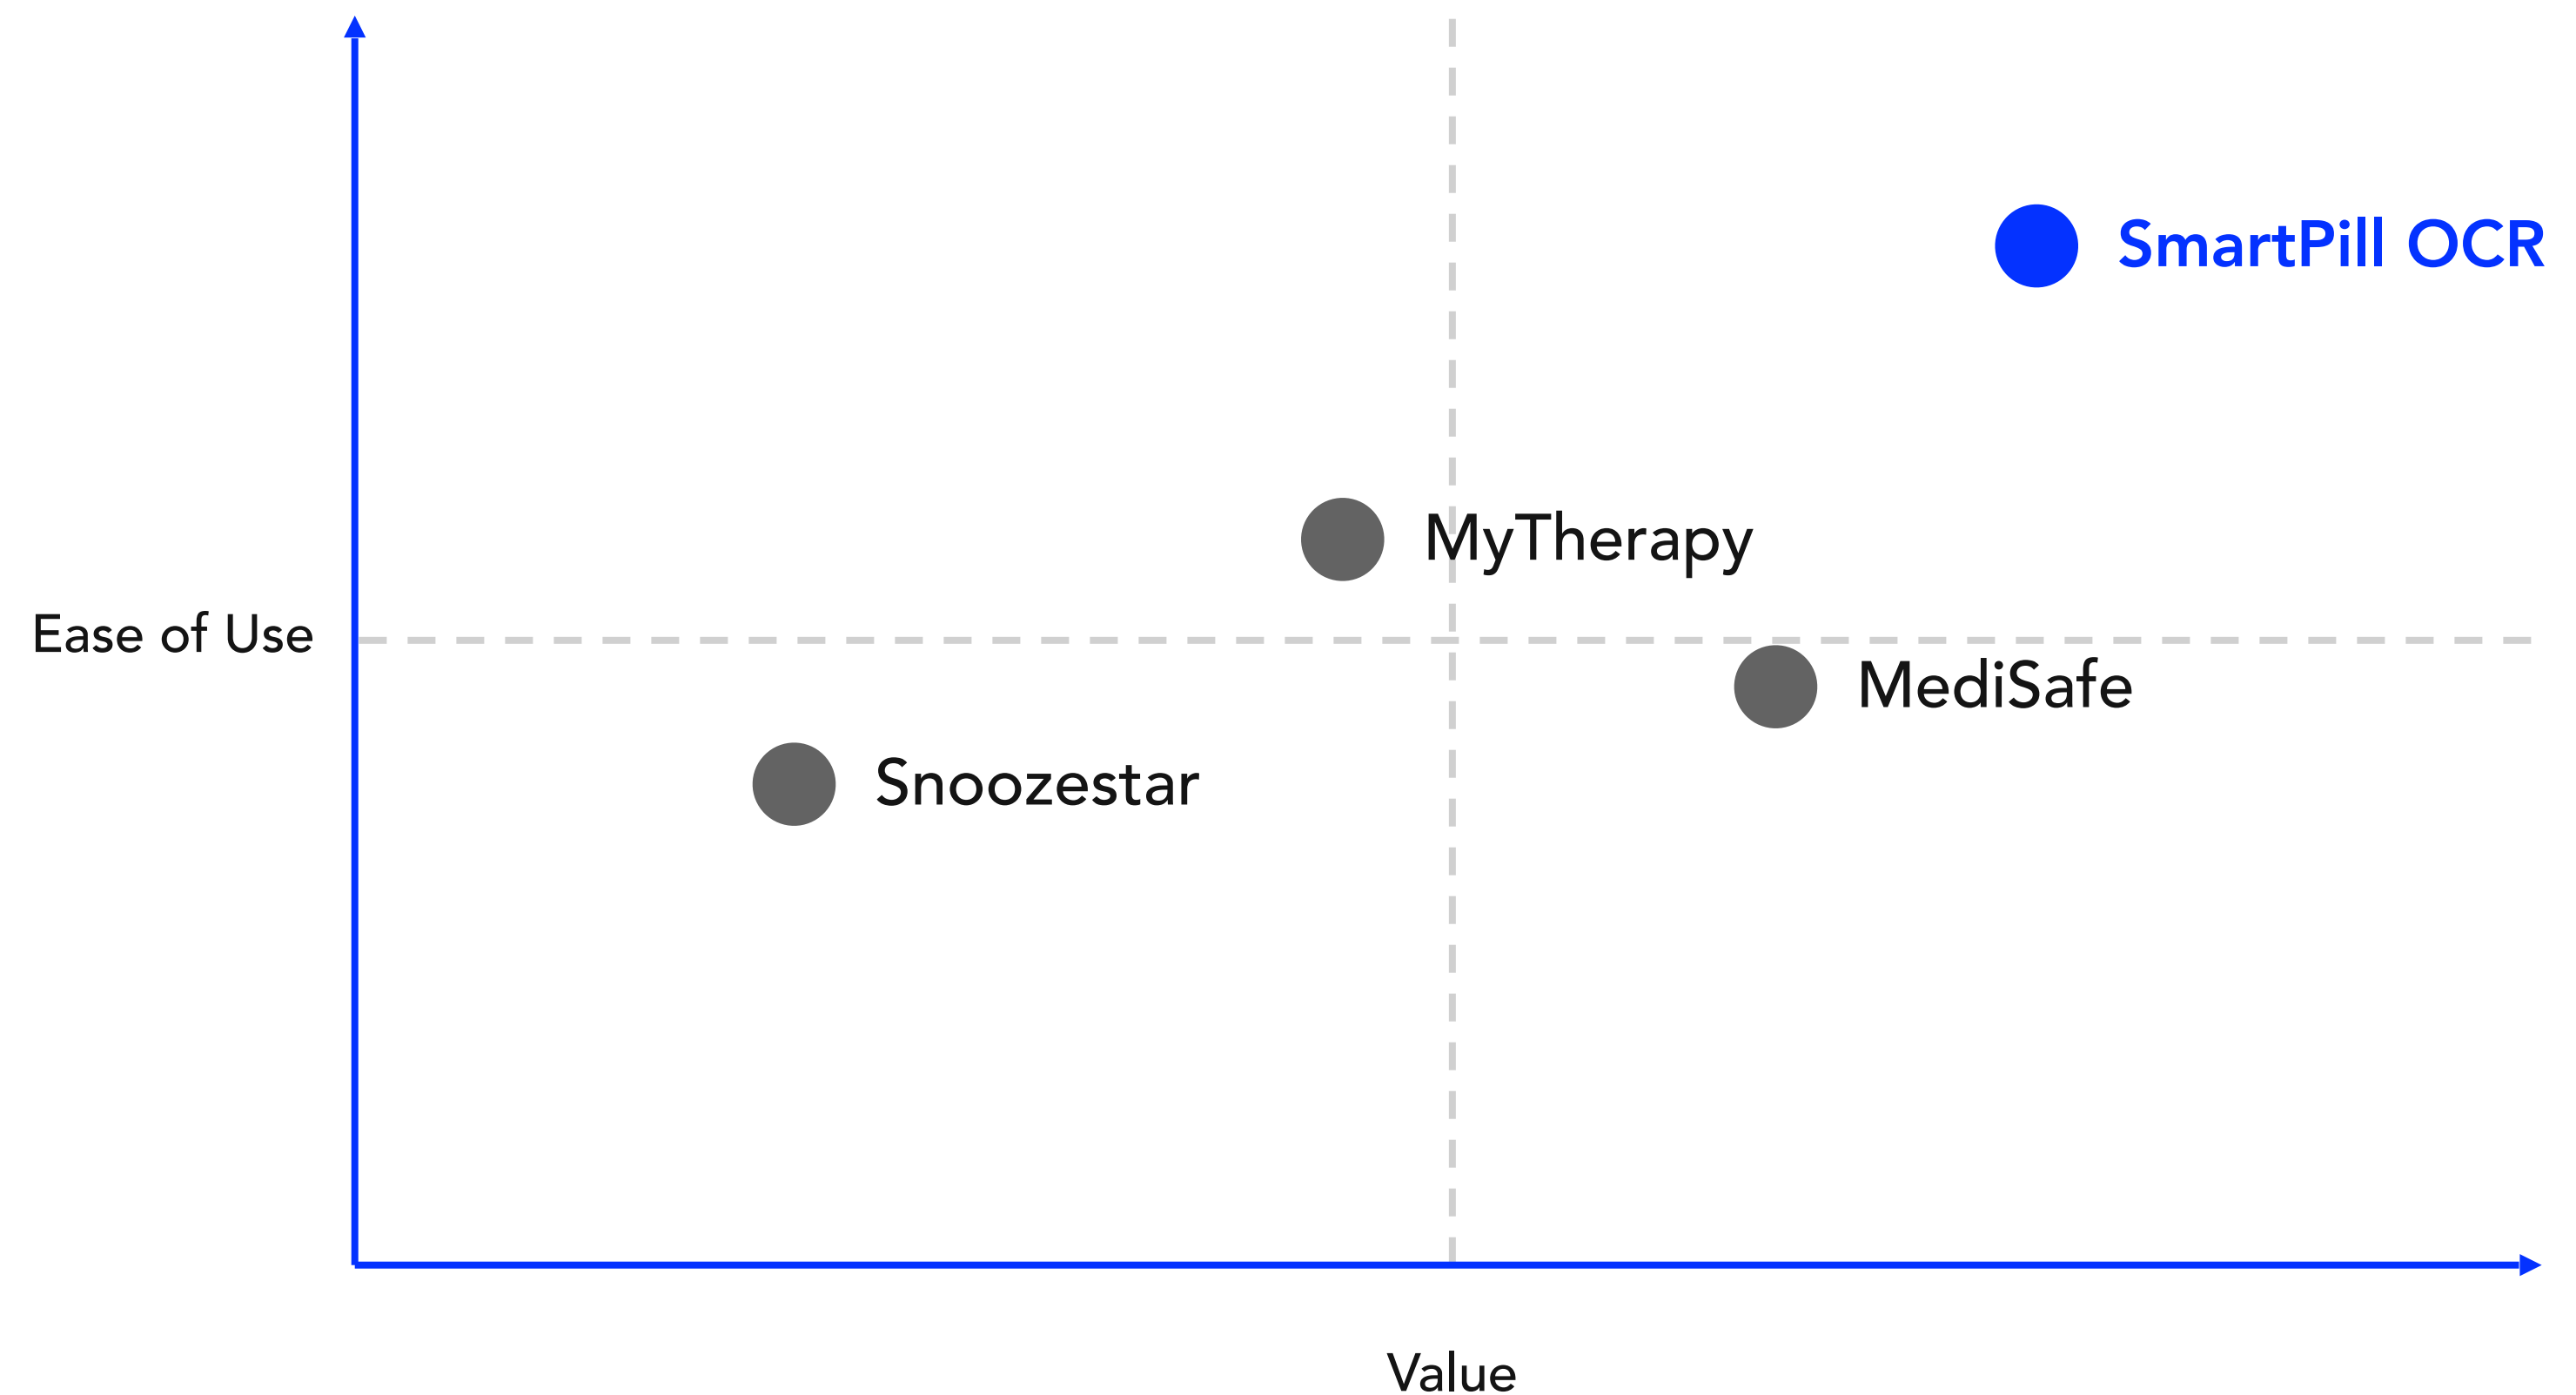 SmartPill OCR
MyTherapy
Ease of Use
MediSafe
Snoozestar
Value